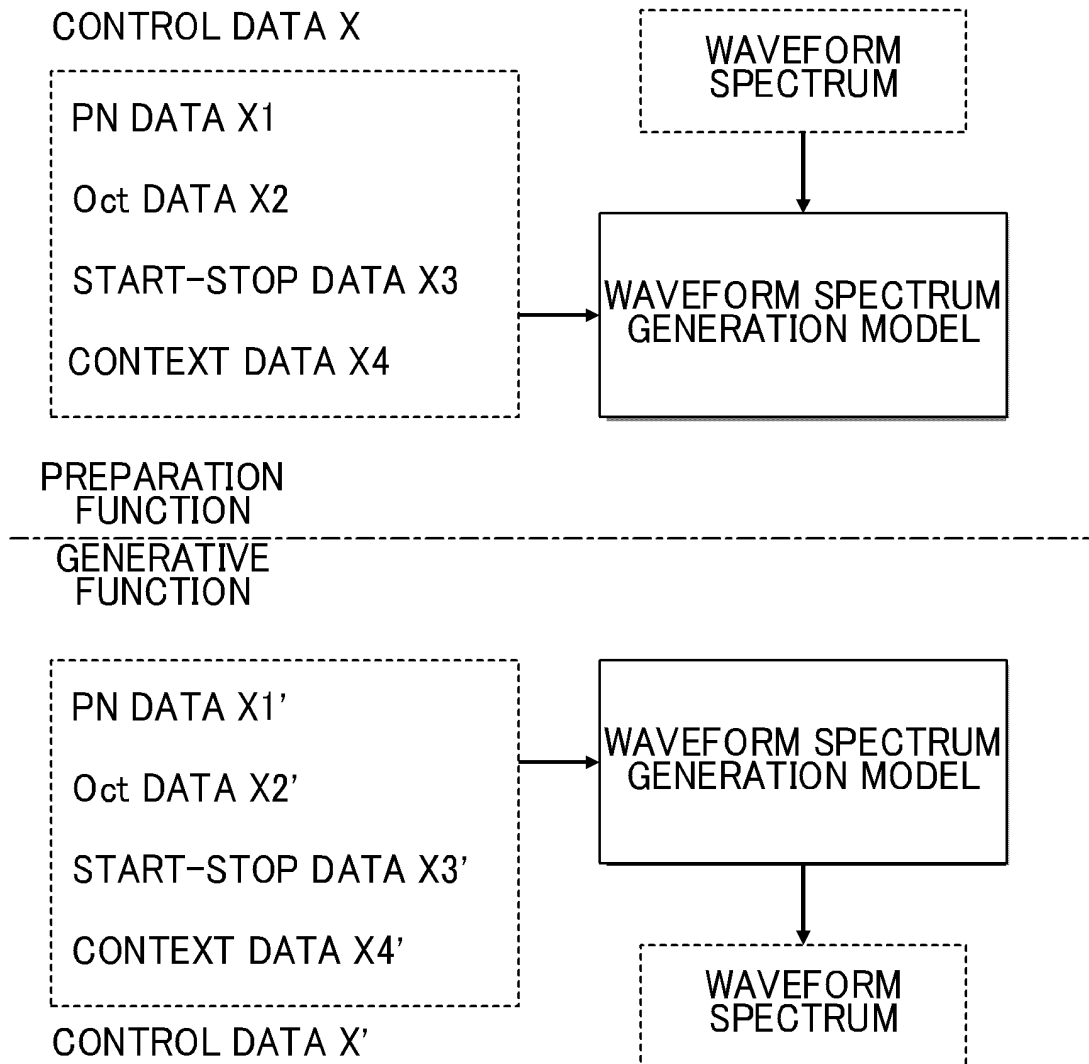 CONTROL DATA X
WAVEFORM
SPECTRUM
PN DATA X1
Oct DATA X2
START-STOP DATA X3
CONTEXT DATA X4
WAVEFORM SPECTRUM
GENERATION MODEL
PREPARATION
FUNCTION
GENERATIVE
FUNCTION
PN DATA X1'
Oct DATA X2'
START-STOP DATA X3'
CONTEXT DATA X4'
WAVEFORM SPECTRUM
GENERATION MODEL
WAVEFORM
SPECTRUM
CONTROL DATA X'